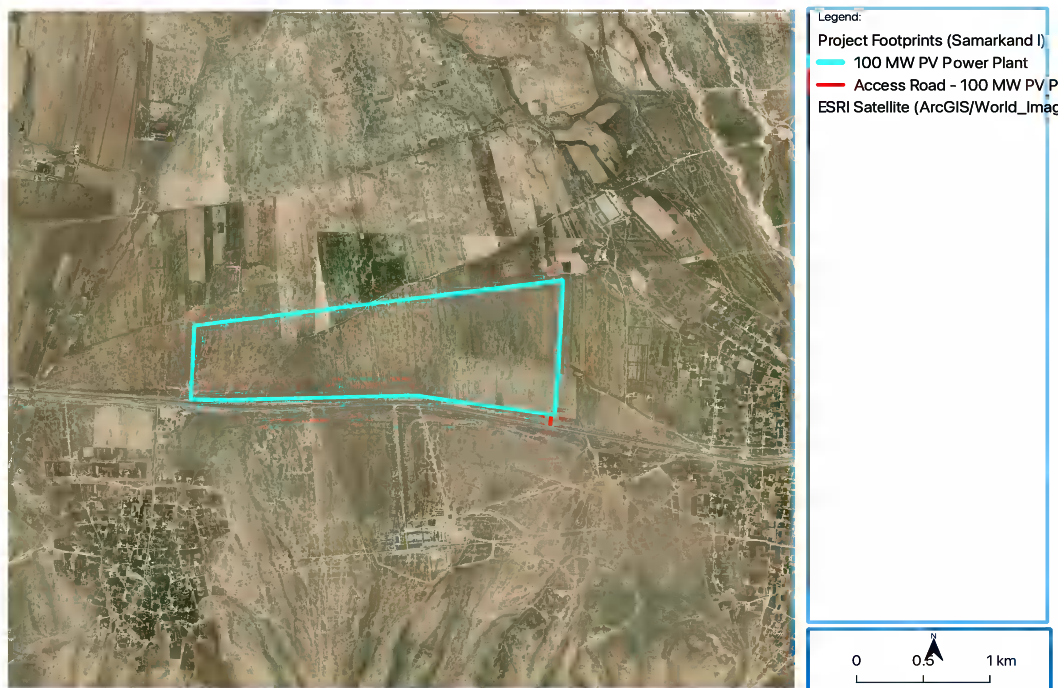 Legend:
Project Footprints (Samarkand I)
100 MW PV Power Plant
Access Road - 100 MW PV P
ESRI Satellite (ArcGIS/World_Imag
N
0 0.5 1 km